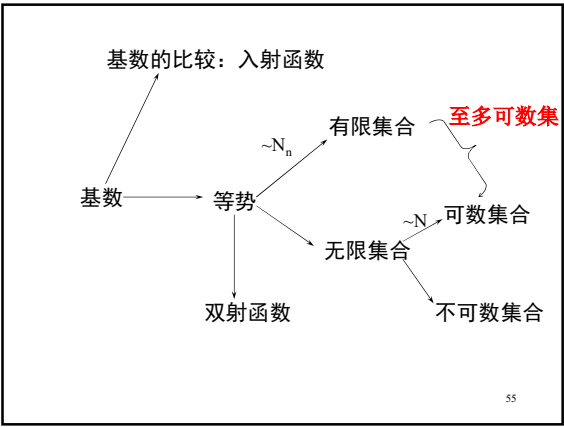 基数的比较：入射函数
至多可数集
有限集合
~Nn
基数
等势
~N
可数集合
无限集合
双射函数
不可数集合
55